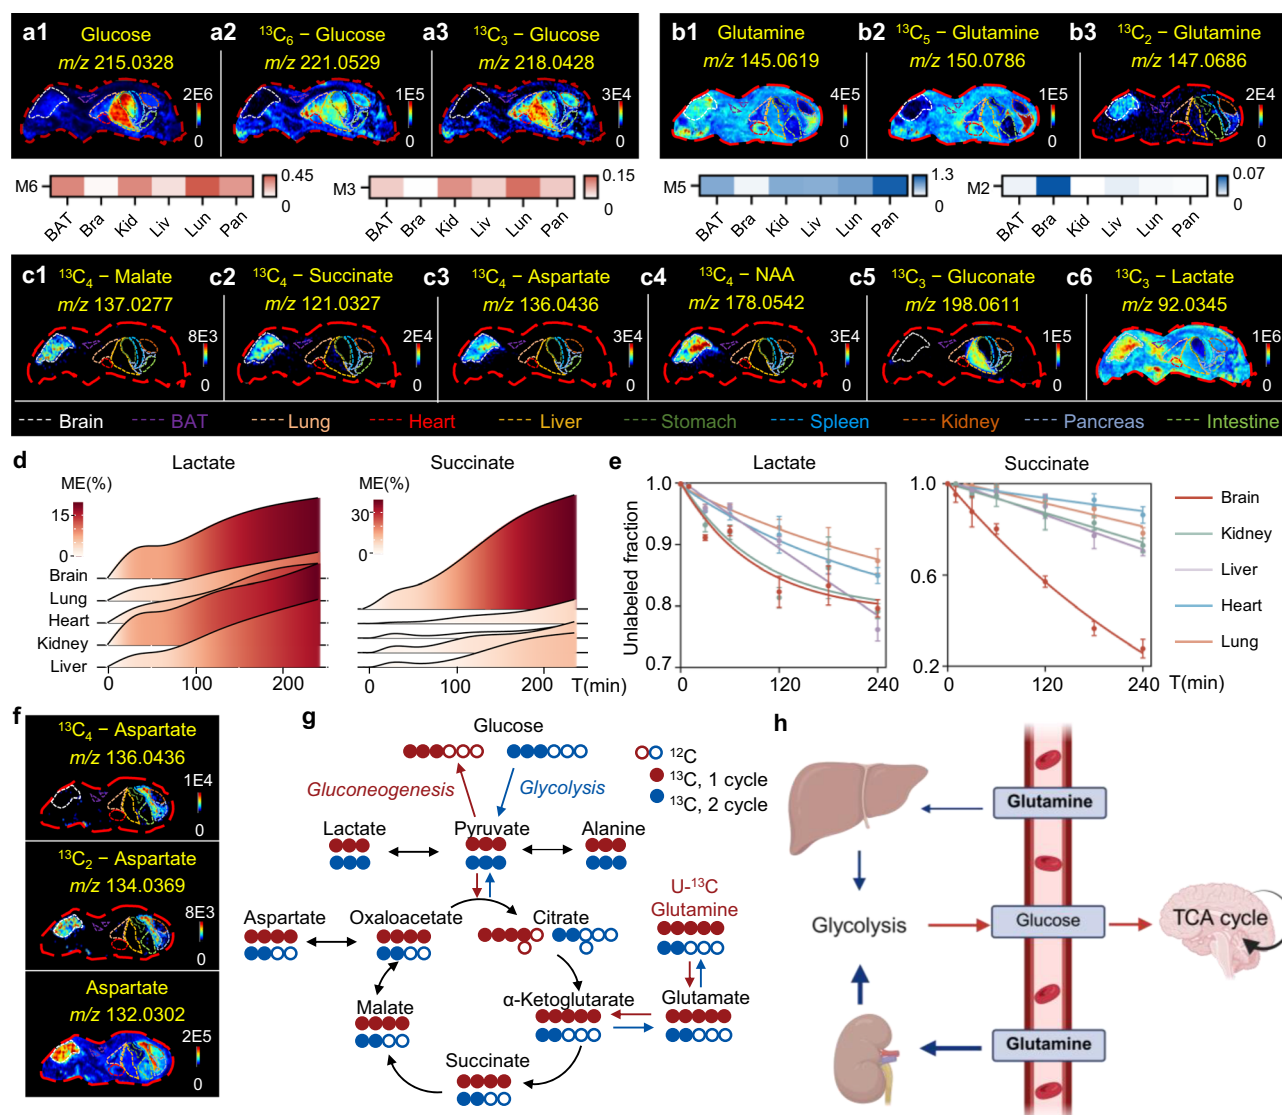 a1
Glucose
m/z 215.0328
2E6
0
a2
¹³C₆ – Glucose
m/z 221.0529
1E5
0
a3
¹³C₃ – Glucose
m/z 218.0428
3E4
0
b1
Glutamine
m/z 145.0619
4E5
0
b2
¹³C₅ – Glutamine
m/z 150.0786
1E5
0
b3
¹³C₂ – Glutamine
m/z 147.0686
2E4
0
M6
0.45
0
BAT Bra Kid Liv Lun Pan
M3
0.15
0
BAT Bra Kid Liv Lun Pan
M5
1.3
0
BAT Bra Kid Liv Lun Pan
M2
0.07
0
BAT Bra Kid Liv Lun Pan
c1
¹³C₄ – Malate
m/z 137.0277
8E3
0
c2
¹³C₄ – Succinate
m/z 121.0327
2E4
0
c3
¹³C₄ – Aspartate
m/z 136.0436
3E4
0
c4
¹³C₄ – NAA
m/z 178.0542
3E4
0
c5
¹³C₃ – Gluconate
m/z 198.0611
1E5
0
c6
¹³C₃ – Lactate
m/z 92.0345
1E6
0
Brain BAT Lung Heart Liver Stomach Spleen Kidney Pancreas Intestine
d
Lactate
ME(%)
15
0
Brain
Lung
Heart
Kidney
Liver
0 100 200
Succinate
ME(%)
30
0
0 100 200
T(min)
e
Lactate
Unlabeled fraction
1.0
0.9
0.8
0.7
0 120 240
Succinate
1.0
0.6
0.2
0 120 240
T(min)
Brain
Kidney
Liver
Heart
Lung
f
¹³C₄ – Aspartate
m/z 136.0436
1E4
0
¹³C₂ – Aspartate
m/z 134.0369
8E3
0
Aspartate
m/z 132.0302
2E5
0
g
Glucose
¹²C
¹³C, 1 cycle
¹³C, 2 cycle
Gluconeogenesis
Glycolysis
Lactate
Pyruvate
Alanine
U-¹³C
Glutamine
Aspartate
Oxaloacetate
Citrate
Malate
α-Ketoglutarate
Glutamate
Succinate
h
Glutamine
Glycolysis
Glucose
TCA cycle
Glutamine